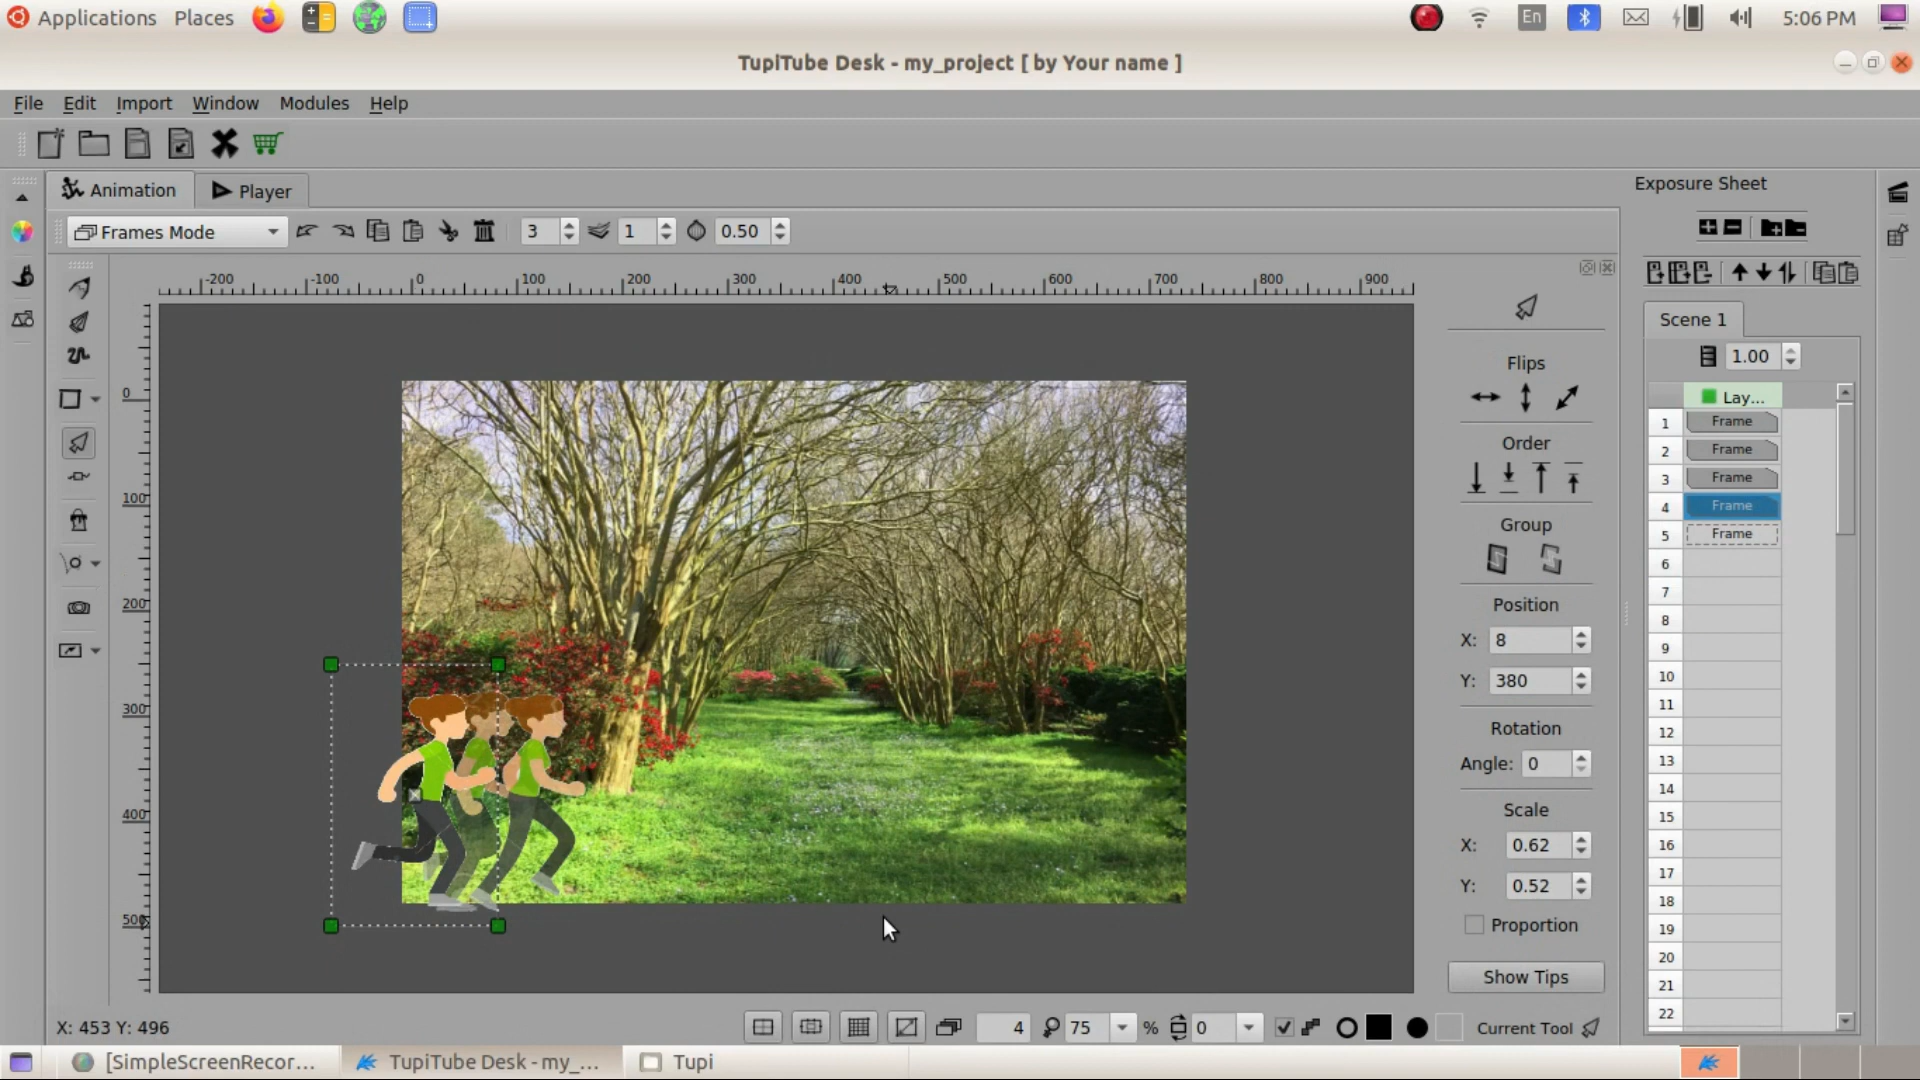 Applications Places En 5:06 PM
TupiTube Desk - my_project [ by Your name ]
File Edit Import Window Modules Help
Animation Player
Exposure Sheet
Frames Mode 3 1 0.50
-200 -100 0 100 200 300 400 500 600 700 800 900
0
100
200
300
400
500
Flips
Order
Group
Position
X: 8
Y: 380
Rotation
Angle: 0
Scale
X: 0.62
Y: 0.52
Proportion
Show Tips
Scene 1
1.00
Lay...
1 Frame
2 Frame
3 Frame
4 Frame
5 Frame
6
7
8
9
10
11
12
13
14
15
16
17
18
19
20
21
22
X: 453 Y: 496 4 75 % 0 Current Tool
[SimpleScreenRecor... TupiTube Desk - my_... Tupi